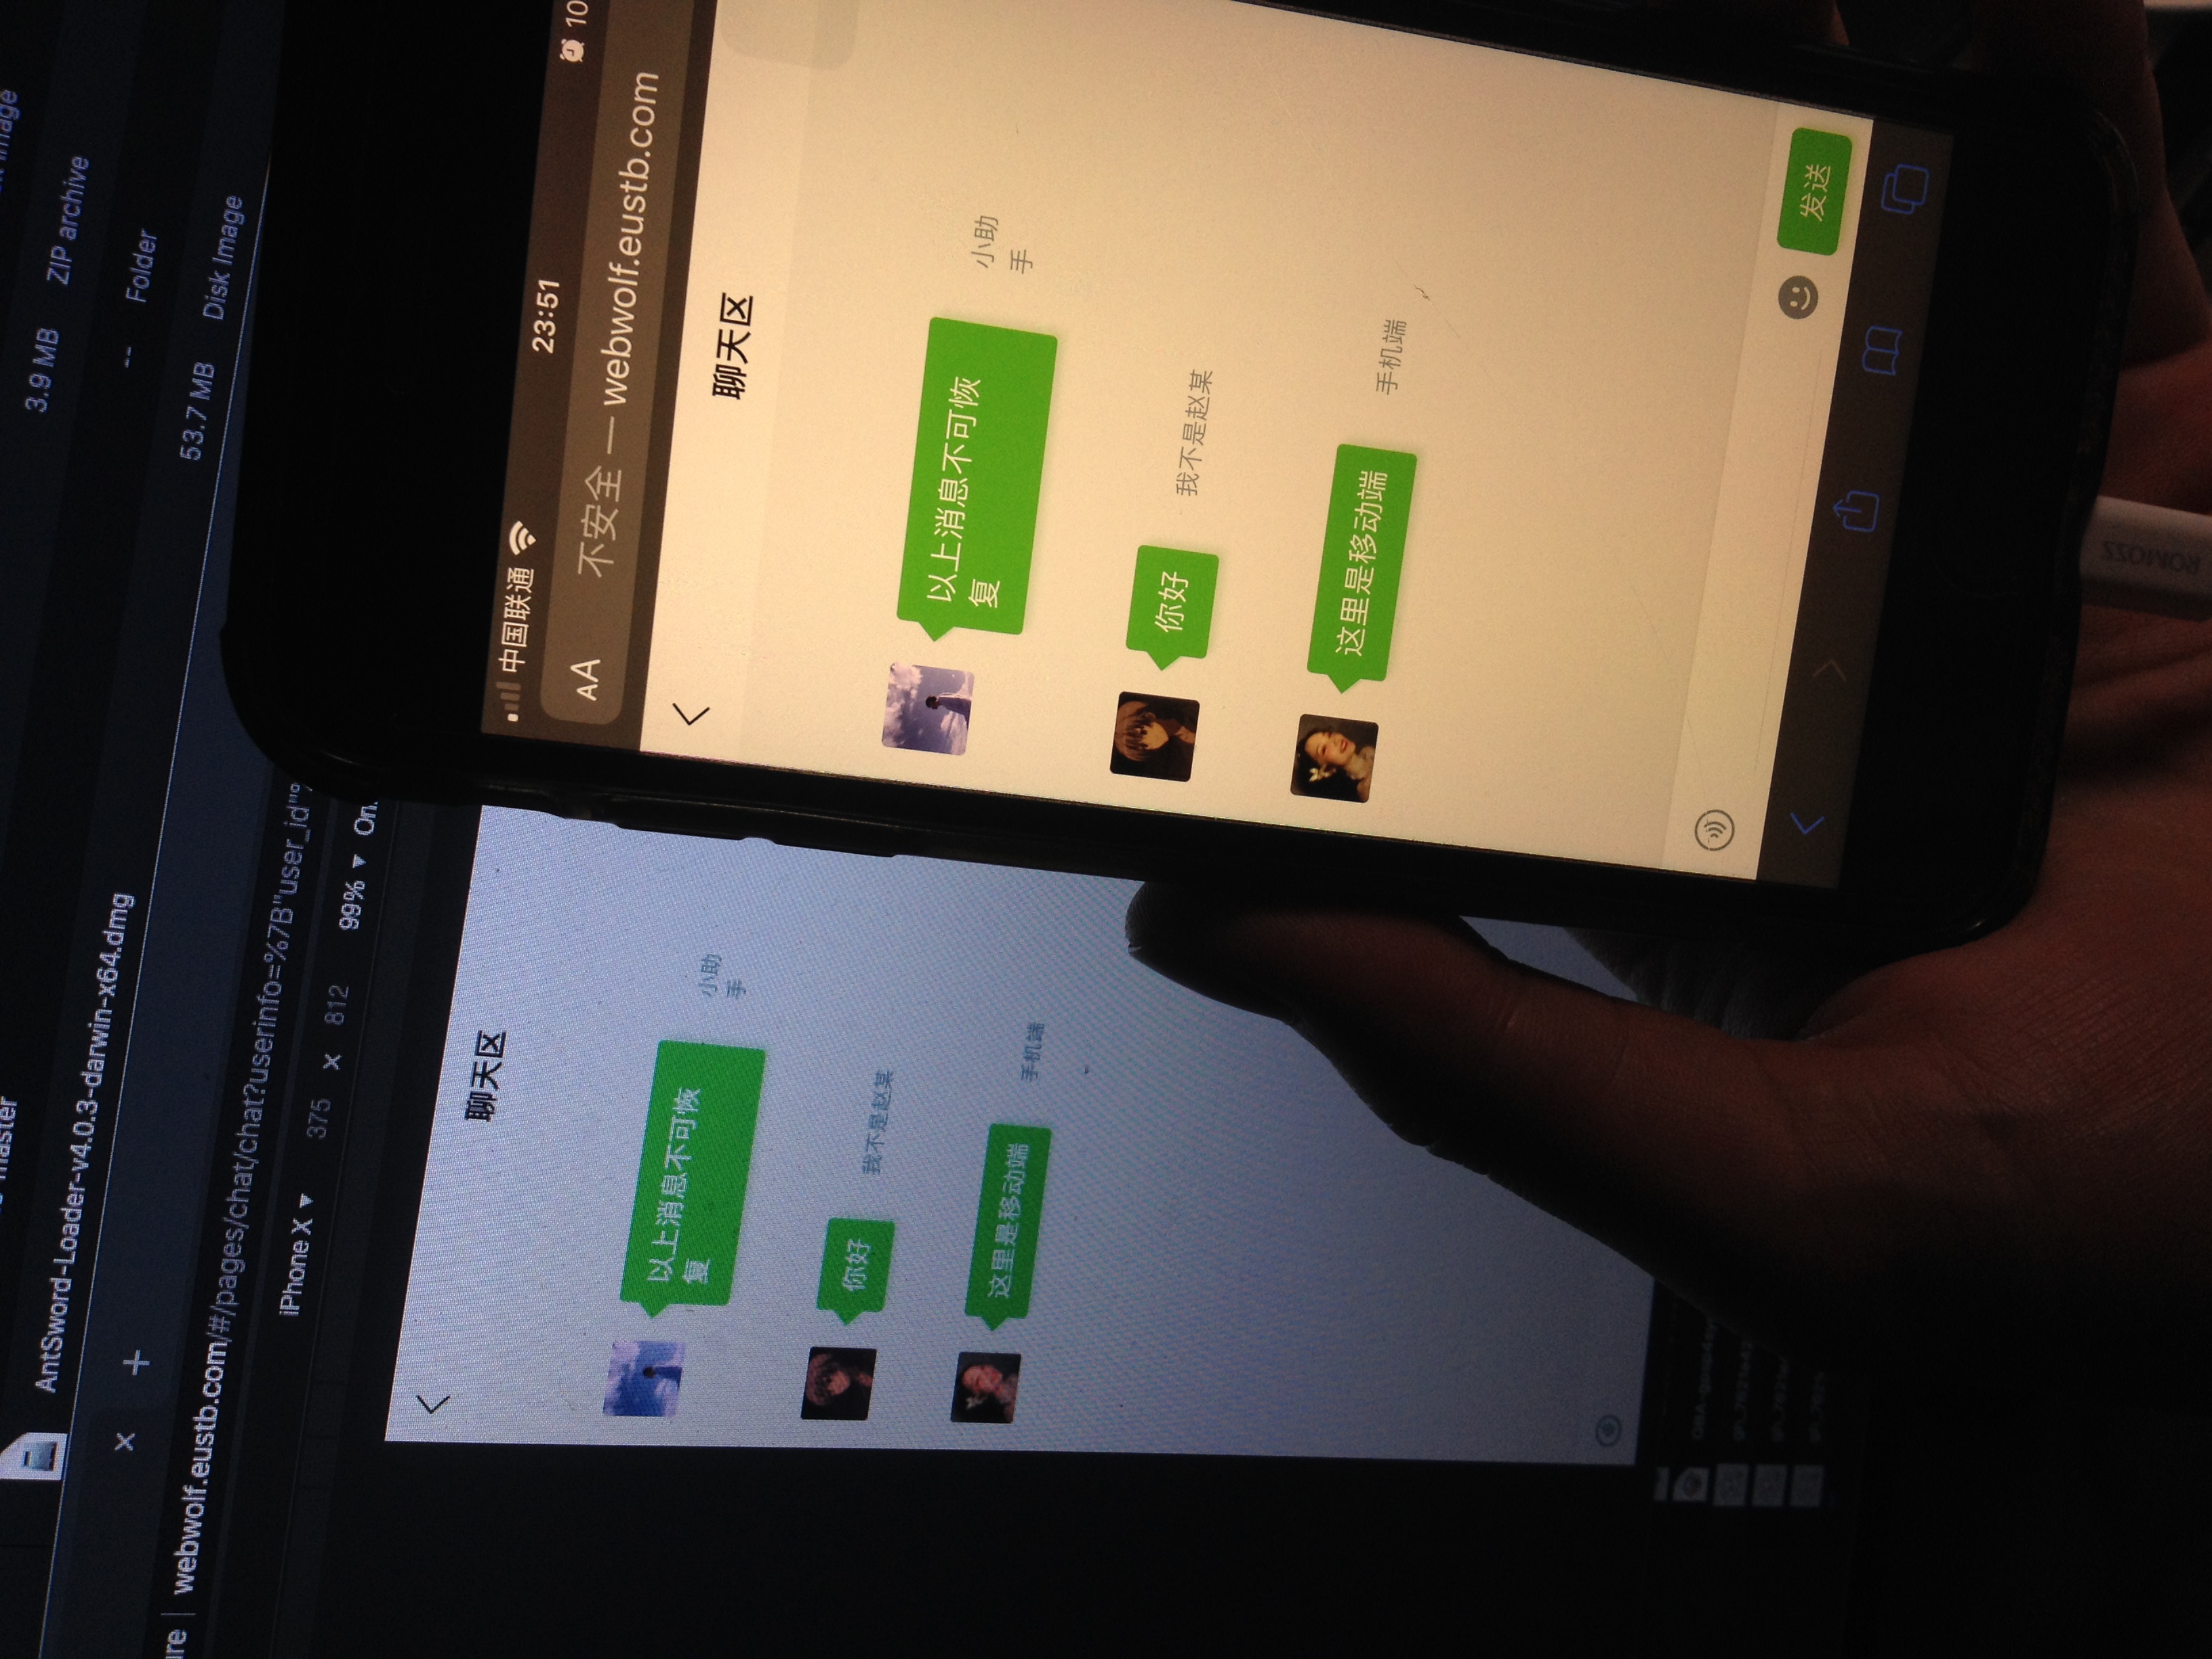 master
3.9 MB ZIP archive
AntSword-Loader-v4.0.3-darwin-x64.dmg
-- Folder
53.7 MB Disk Image
webwolf.eustb.com/#/pages/chat/chat?userinfo=%7B"user_id"%
iPhone X ▼ 375 × 812 99% ▼
聊天区
以上消息不可恢
复
小助
手
你好
我不是赵某
这里是移动端
手机端
中国联通 23:51
AA 不安全 — webwolf.eustb.com
聊天区
以上消息不可恢
复
小助
手
你好
我不是赵某
这里是移动端
手机端
发送
ROMOSS